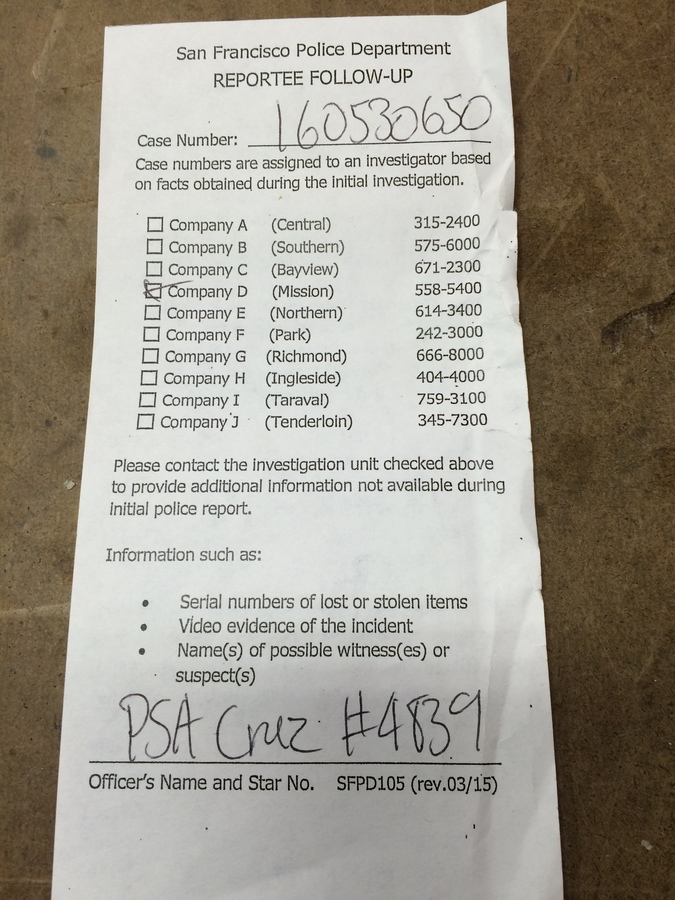 San Francisco Police Department
REPORTEE FOLLOW-UP
Case Number: 160530650
Case numbers are assigned to an investigator based
on facts obtained during the initial investigation.
Company A (Central) 315-2400
Company B (Southern) 575-6000
Company C (Bayview) 671-2300
Company D (Mission) 558-5400
Company E (Northern) 614-3400
Company F (Park) 242-3000
Company G (Richmond) 666-8000
Company H (Ingleside) 404-4000
Company I (Taraval) 759-3100
Company J (Tenderloin) 345-7300
Please contact the investigation unit checked above
to provide additional information not available during
initial police report.
Information such as:
• Serial numbers of lost or stolen items
• Video evidence of the incident
• Name(s) of possible witness(es) or
suspect(s)
PSA Cruz #4839
Officer's Name and Star No. SFPD105 (rev.03/15)